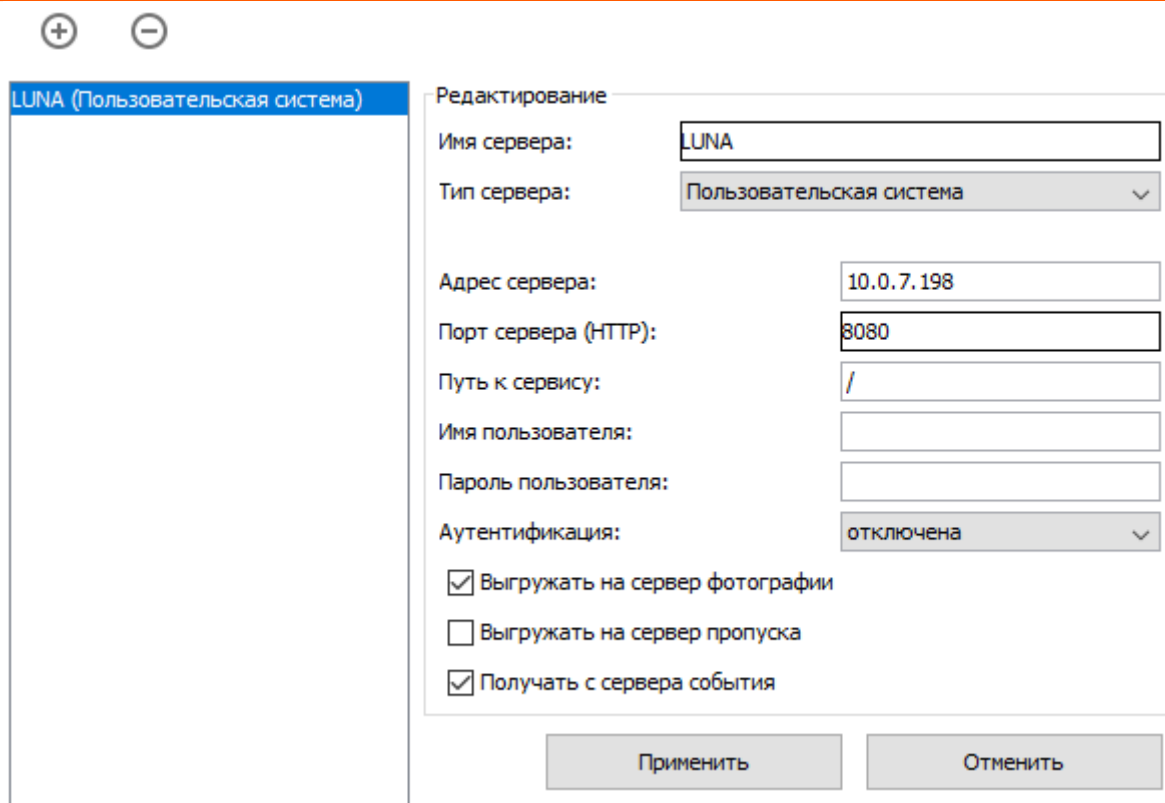 LUNA (Пользовательская система)
Редактирование
Имя сервера: LUNA
Тип сервера: Пользовательская система
Адрес сервера: 10.0.7.198
Порт сервера (HTTP): 8080
Путь к сервису: /
Имя пользователя:
Пароль пользователя:
Аутентификация: отключена
Выгружать на сервер фотографии
Выгружать на сервер пропуска
Получать с сервера события
Применить Отменить